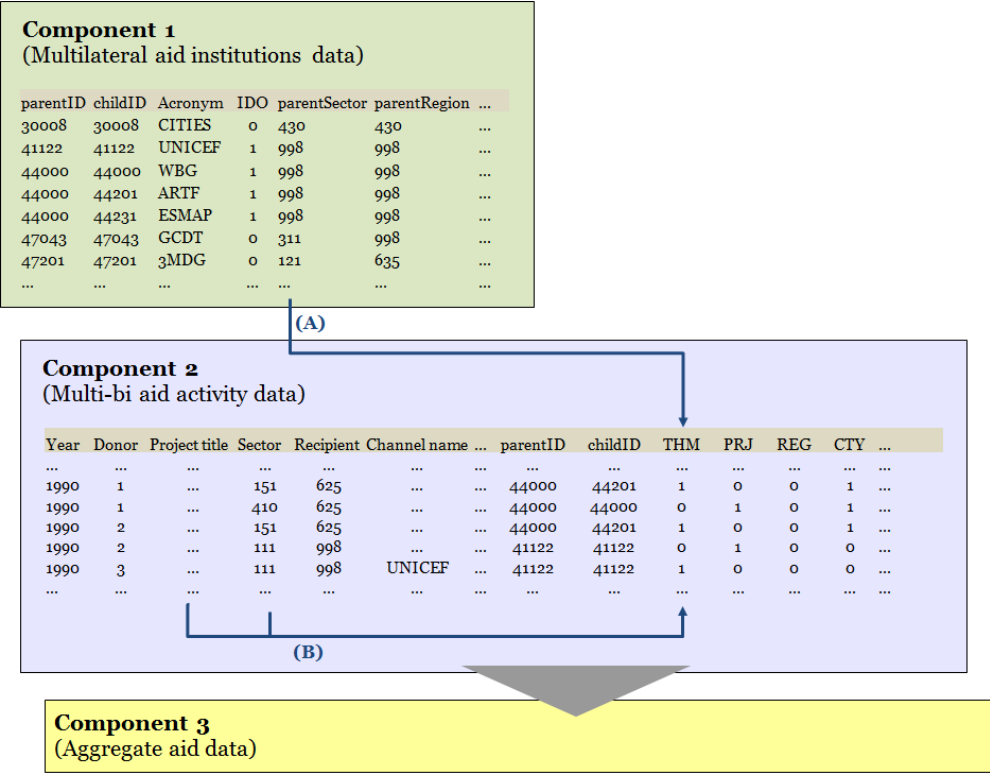 Component 1
(Multilateral aid institutions data)
parentID childID Acronym IDO parentSector parentRegion ...
30008 30008 CITIES 0 430 430 ...
41122 41122 UNICEF 1 998 998 ...
44000 44000 WBG 1 998 998 ...
44000 44201 ARTF 1 998 998 ...
44000 44231 ESMAP 1 998 998 ...
47043 47043 GCDT 0 311 998 ...
47201 47201 3MDG 0 121 635 ...
... ... ... ... ... ... ...
(A)
Component 2
(Multi-bi aid activity data)
Year Donor Project title Sector Recipient Channel name ... parentID childID THM PRJ REG CTY ...
... ... ... ... ... ... ... ... ... ... ... ... ... ...
1990 1 ... 151 625 ... ... 44000 44201 1 0 0 1 ...
1990 1 ... 410 625 ... ... 44000 44000 0 1 0 1 ...
1990 2 ... 151 625 ... ... 44000 44201 1 0 0 1 ...
1990 2 ... 111 998 ... ... 41122 41122 0 1 0 0 ...
1990 3 ... 111 998 UNICEF ... 41122 41122 1 0 0 0 ...
... ... ... ... ... ... ... ... ... ... ... ... ... ...
(B)
Component 3
(Aggregate aid data)